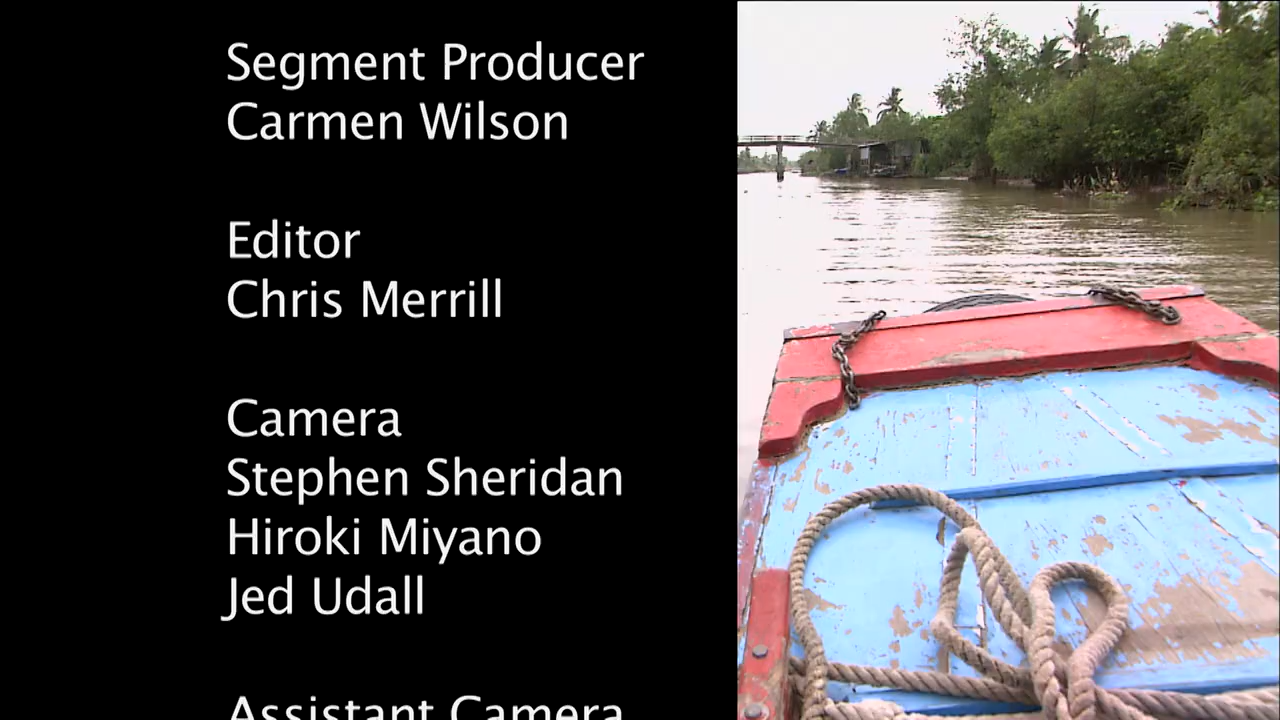 Segment Producer
Carmen Wilson
Editor
Chris Merrill
Camera
Stephen Sheridan
Hiroki Miyano
Jed Udall
Assistant Camera